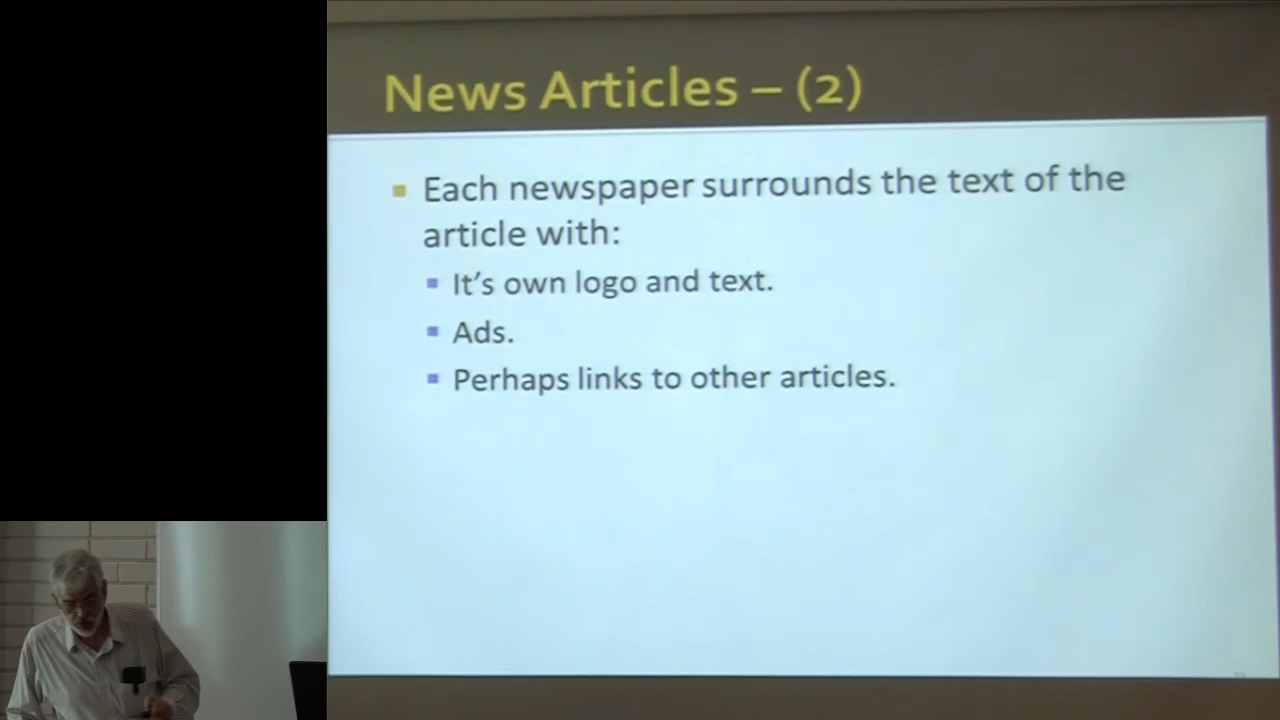 News Articles – (2)
Each newspaper surrounds the text of the
article with:
It's own logo and text.
Ads.
Perhaps links to other articles.